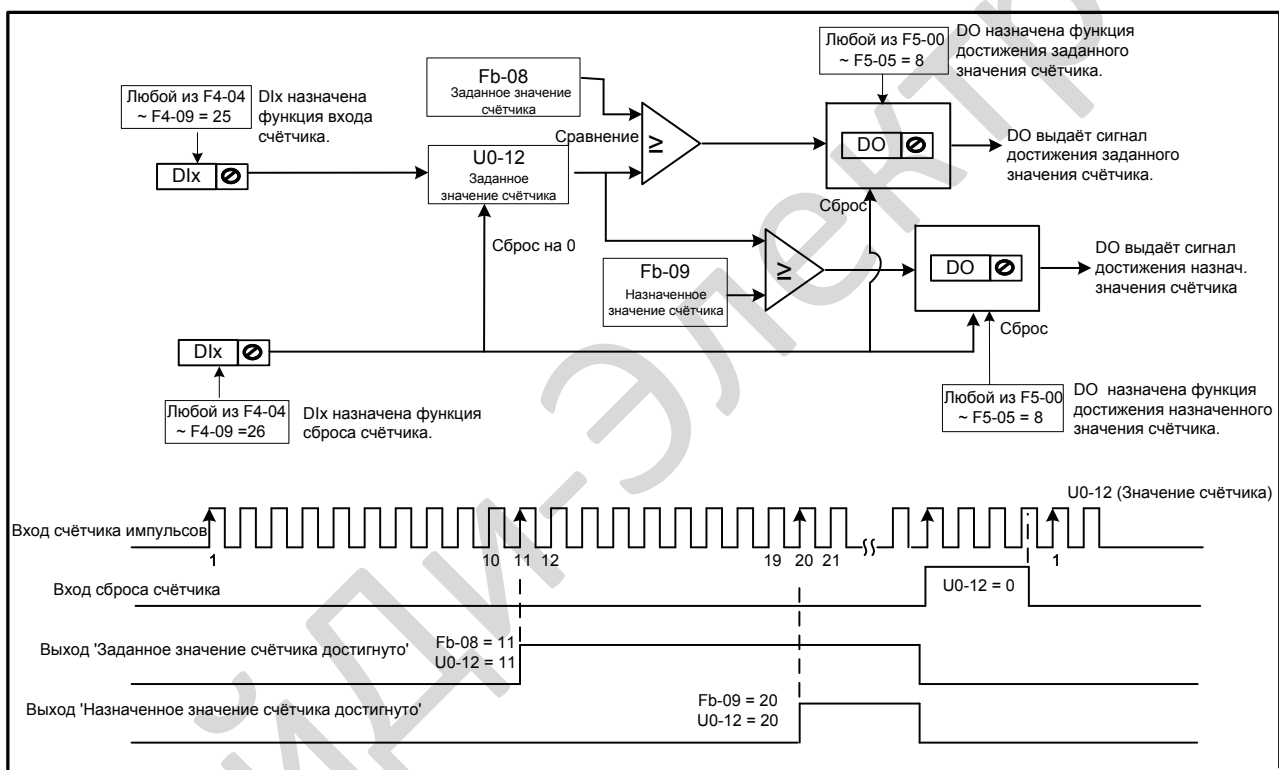 Любой из F4-04
~ F4-09 = 25
DIx назначена
функция входа
счётчика.
Fb-08
Заданное значение
счётчика
Любой из F5-00
~ F5-05 = 8
DO назначена функция
достижения заданного
значения счётчика.
Сравнение
≥
DIx
U0-12
Заданное
значение счётчика
DO
DO выдаёт сигнал
достижения заданного
значения счётчика.
Сброс
Сброс на 0
Fb-09
Назначенное
значение счётчика
≥
DO
DO выдаёт сигнал
достижения назнач.
значения счётчика
Сброс
DIx
Любой из F4-04
~ F4-09 =26
DIx назначена функция
сброса счётчика.
Любой из F5-00
~ F5-05 = 8
DO назначена функция
достижения назначенного
значения счётчика.
U0-12 (Значение счётчика)
Вход счётчика импульсов
1 10 11 12 19 20 21 1
Вход сброса счётчика
U0-12 = 0
Выход 'Заданное значение счётчика достигнуто'
Fb-08 = 11
U0-12 = 11
Выход 'Назначенное значение счётчика достигнуто'
Fb-09 = 20
U0-12 = 20
йди-Электр